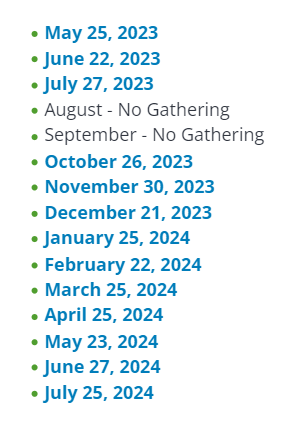 May 25, 2023
June 22, 2023
July 27, 2023
August - No Gathering
September - No Gathering
October 26, 2023
November 30, 2023
December 21, 2023
January 25, 2024
February 22, 2024
March 25, 2024
April 25, 2024
May 23, 2024
June 27, 2024
July 25, 2024